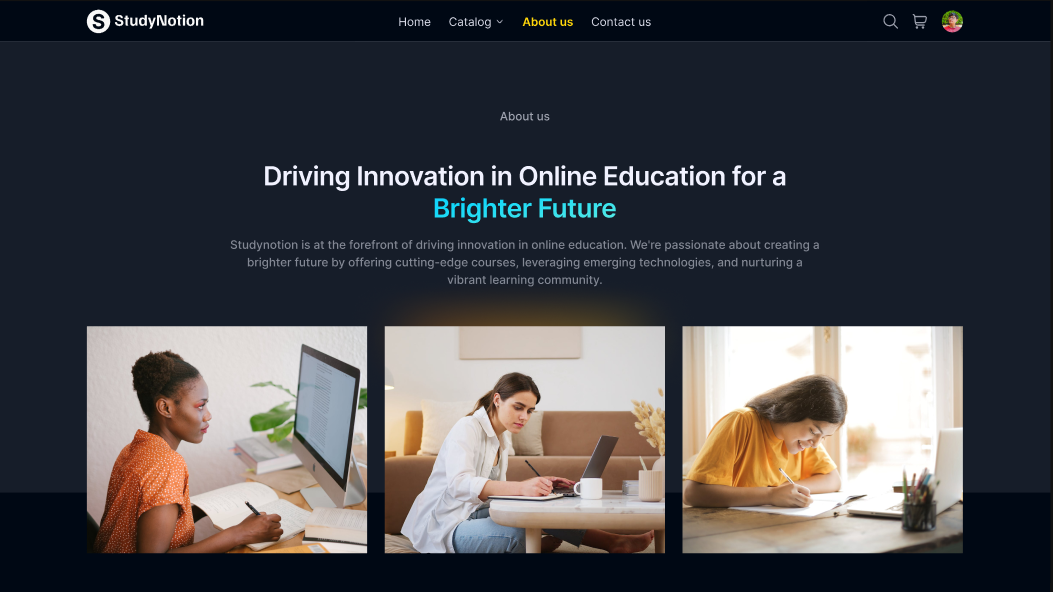 S StudyNotion
Home Catalog About us Contact us
About us
Driving Innovation in Online Education for a
Brighter Future
Studynotion is at the forefront of driving innovation in online education. We're passionate about creating a
brighter future by offering cutting-edge courses, leveraging emerging technologies, and nurturing a
vibrant learning community.